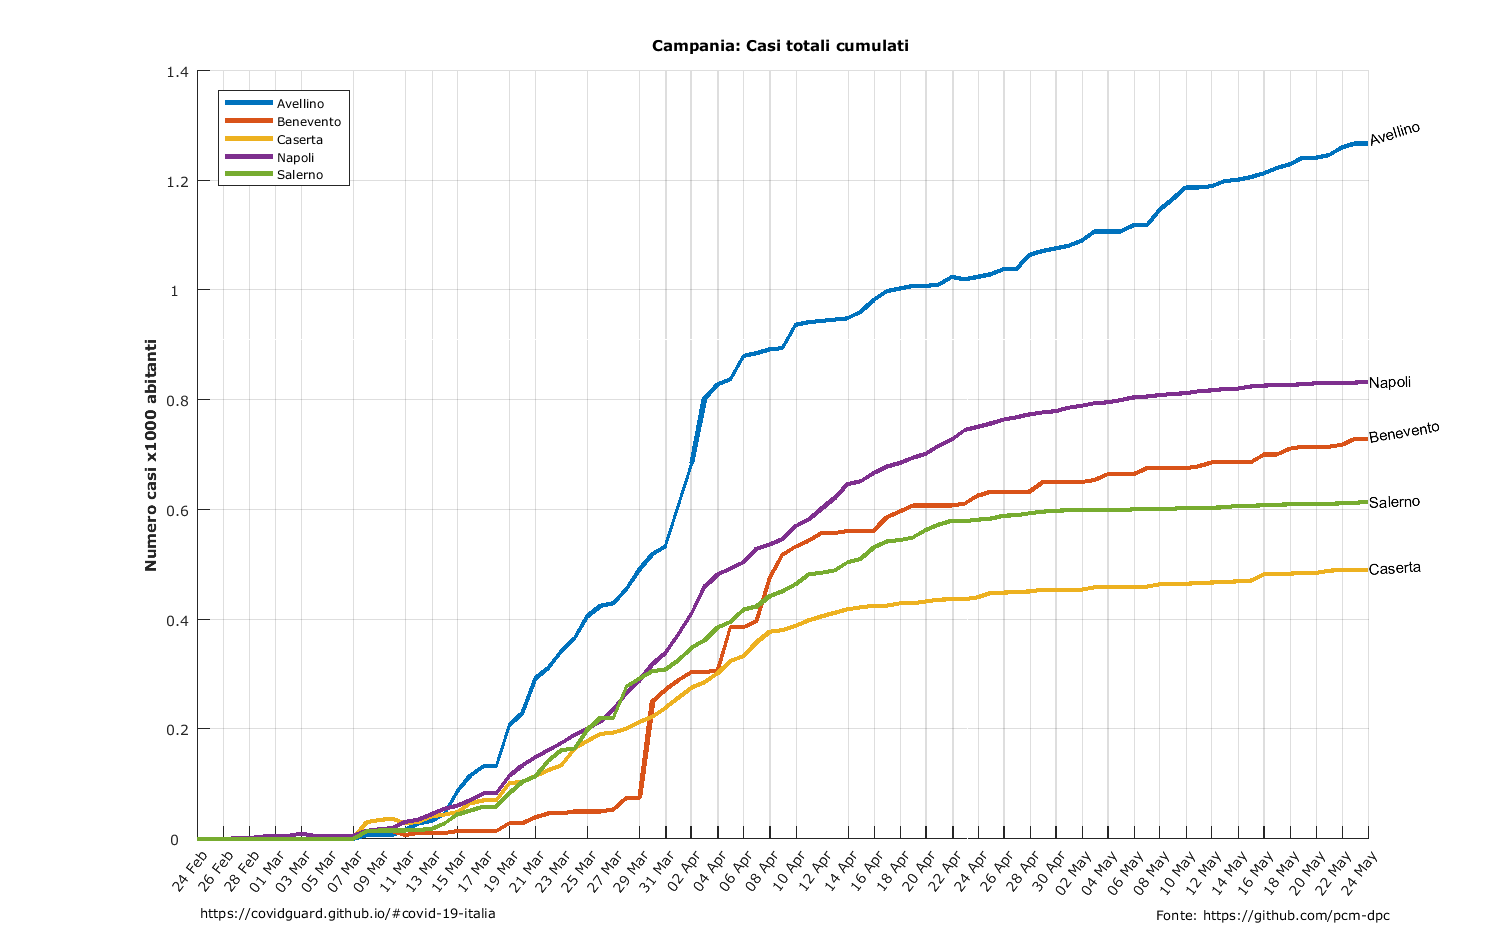 Campania: Casi totali cumulati
1.4
1.2
1
0.8
0.6
0.4
0.2
0
Numero casi x1000 abitanti
Avellino
Benevento
Caserta
Napoli
Salerno
Avellino
Napoli
Benevento
Salerno
Caserta
24 Feb
26 Feb
28 Feb
01 Mar
03 Mar
05 Mar
07 Mar
09 Mar
11 Mar
13 Mar
15 Mar
17 Mar
19 Mar
21 Mar
23 Mar
25 Mar
27 Mar
29 Mar
31 Mar
02 Apr
04 Apr
06 Apr
08 Apr
10 Apr
12 Apr
14 Apr
16 Apr
18 Apr
20 Apr
22 Apr
24 Apr
26 Apr
28 Apr
30 Apr
02 May
04 May
06 May
08 May
10 May
12 May
14 May
16 May
18 May
20 May
22 May
24 May
https://covidguard.github.io/#covid-19-italia
Fonte: https://github.com/pcm-dpc